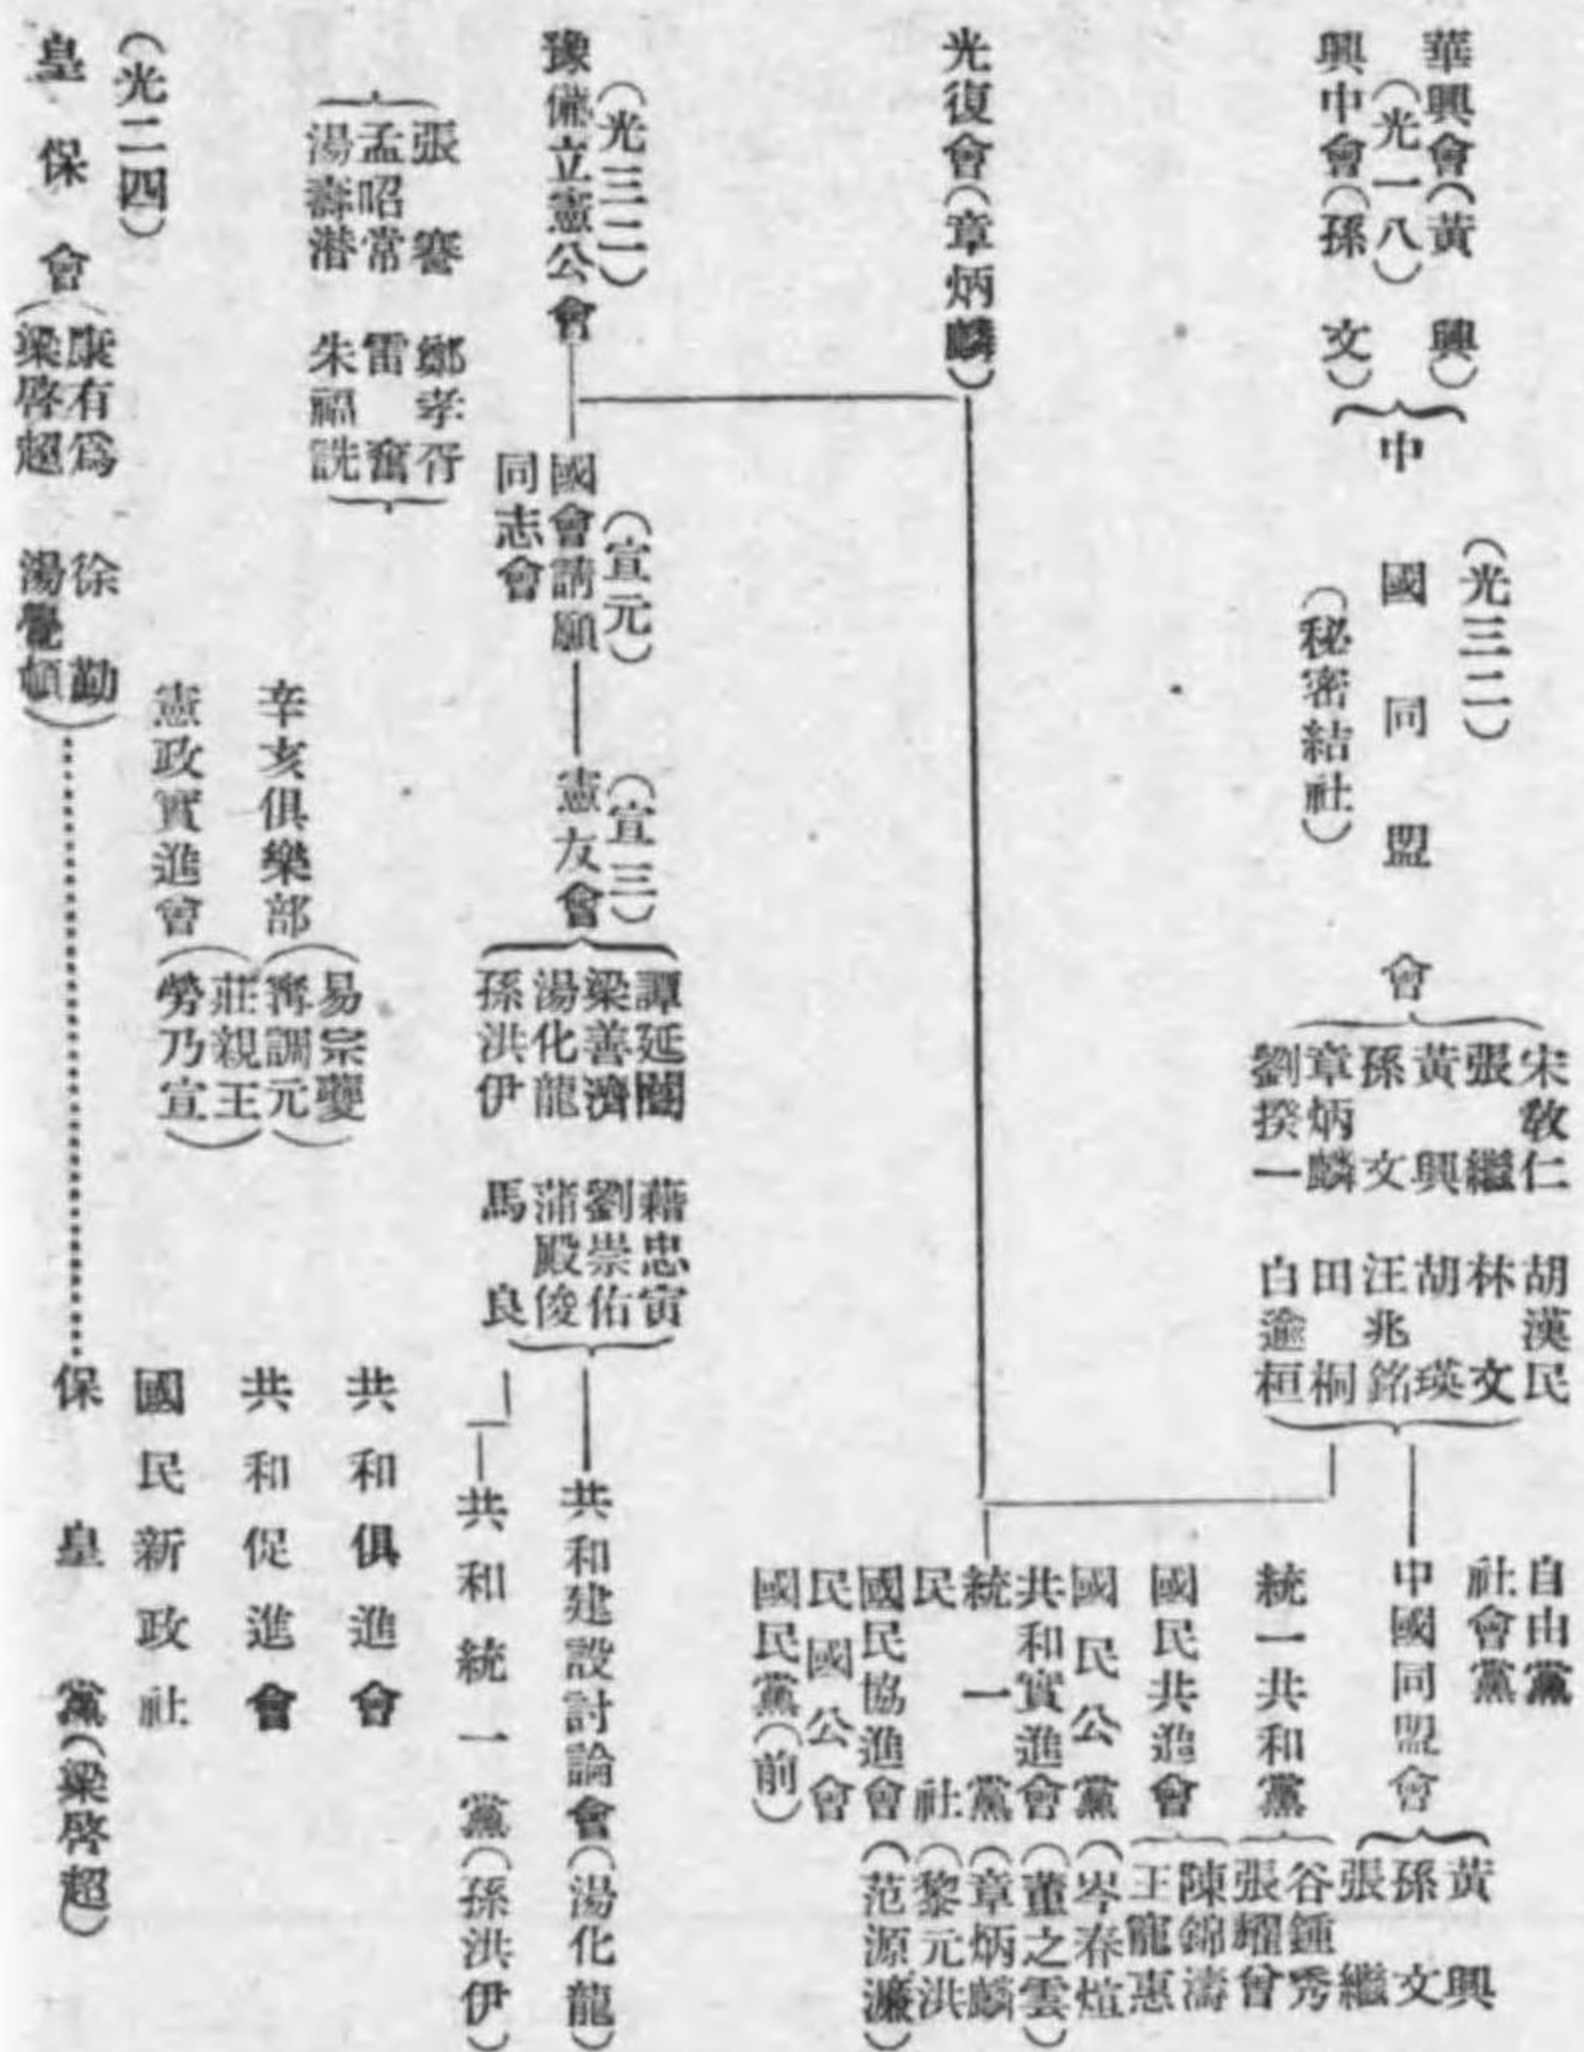 華興會(黃興)
(光一八)
興中會(孫文)
(光三二)
中國同盟會
(秘密結社)
宋敎仁 胡漢民
張繼 林文
黃興 胡瑛
孫文 汪兆銘
章炳麟 田桐
劉揆一 白逾桓
自由黨
社會黨
中國同盟會
黃興
孫文
張繼
統一共和黨
谷鍾秀
張耀曾
國民共進會
陳錦濤
王寵惠
國民公黨(岑春煊)
共和實進會(董之雲)
統一黨(章炳麟)
民社(黎元洪)
國民協進會(范源濂)
民國公會
國民黨(前)
光復會(章炳麟)
(光三二)
豫備立憲公會
張謇 鄭孝胥
孟昭常 雷奮
湯壽潛 朱福詵
(宣元)
國會請願
同志會
(宣三)
憲友會
譚延闓 藉忠寅
梁善濟 劉崇佑
湯化龍 蒲殿俊
孫洪伊 馬良
共和建設討論會(湯化龍)
共和統一黨(孫洪伊)
辛亥俱樂部
(易宗夔
寗調元)
憲政實進會
(莊親王
勞乃宣)
共和俱進會
共和促進會
國民新政社
(光二四)
皇保會
(康有爲 徐勤
梁啓超 湯覺頓)
保皇黨(梁啓超)